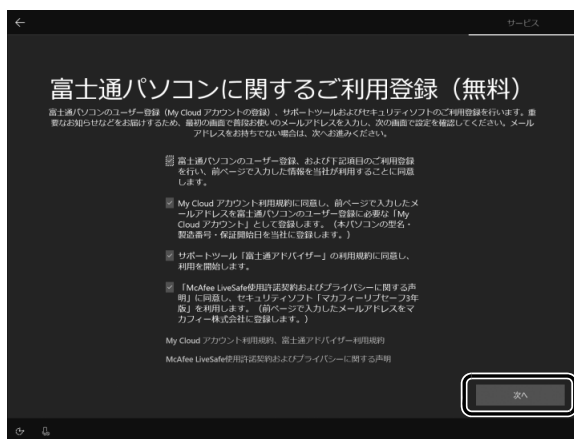 サービス
富士通パソコンに関するご利用登録（無料）
富士通パソコンのユーザー登録（My Cloud アカウントの登録）、サポートツールおよびセキュリティソフトのご利用登録を行います。重
要なお知らせなどをお届けするため、最初の画面で普段お使いのメールアドレスを入力し、次の画面で設定を確認してください。メール
アドレスをお持ちでない場合は、次へお進みください。
富士通パソコンのユーザー登録、および下記項目のご利用登録
を行い、前ページで入力した情報を当社が利用することに同意
します。
My Cloud アカウント利用規約に同意し、前ページで入力したメ
ールアドレスを富士通パソコンのユーザー登録に必要な「My
Cloud アカウント」として登録します。（本パソコンの型名・
製造番号・保証開始日を当社に登録します。）
サポートツール「富士通アドバイザー」の利用規約に同意し、
利用を開始します。
「McAfee LiveSafe使用許諾契約およびプライバシーに関する声
明」に同意し、セキュリティソフト「マカフィーリブセーフ3年
版」を利用します。（前ページで入力したメールアドレスをマ
カフィー株式会社に登録します。）
My Cloud アカウント利用規約、富士通アドバイザー利用規約
McAfee LiveSafe使用許諾契約およびプライバシーに関する声明
次へ